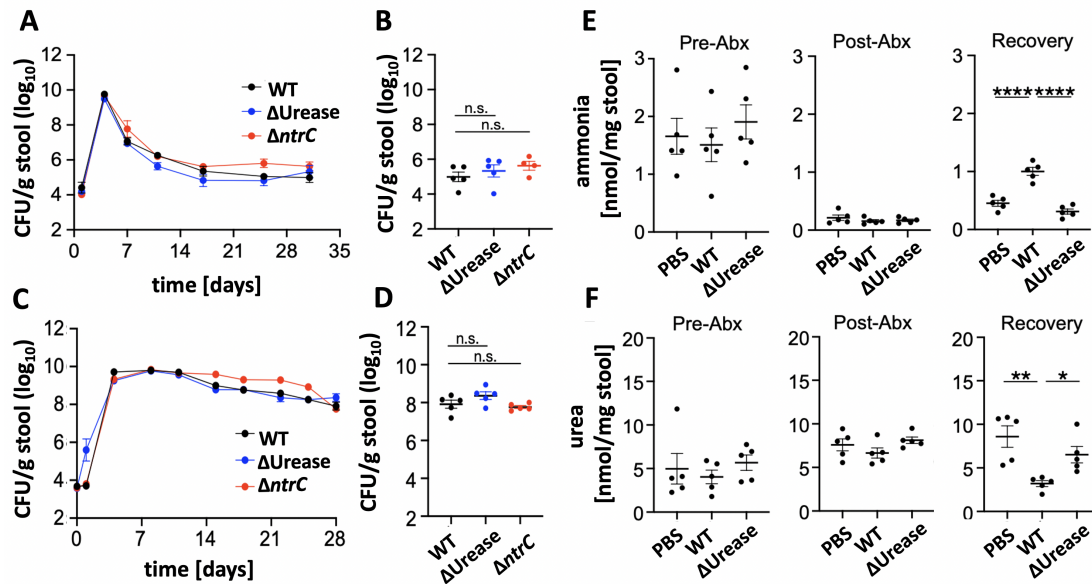 A
CFU/g stool (log10)
12
10
8
6
4
2
0
7
14
21
28
35
time [days]
WT
ΔUrease
ΔntrC
B
CFU/g stool (log10)
12
10
8
6
4
2
n.s.
n.s.
WT
ΔUrease
ΔntrC
C
CFU/g stool (log10)
12
10
8
6
4
2
0
7
14
21
28
time [days]
WT
ΔUrease
ΔntrC
D
CFU/g stool (log10)
12
10
8
6
4
2
n.s.
n.s.
WT
ΔUrease
ΔntrC
E
ammonia
[nmol/mg stool]
Pre-Abx
3
2
1
0
PBS
WT
ΔUrease
Post-Abx
3
2
1
0
PBS
WT
ΔUrease
Recovery
3
2
1
0
**** ****
PBS
WT
ΔUrease
F
urea
[nmol/mg stool]
Pre-Abx
20
15
10
5
0
PBS
WT
ΔUrease
Post-Abx
20
15
10
5
0
PBS
WT
ΔUrease
Recovery
20
15
10
5
0
** *
PBS
WT
ΔUrease